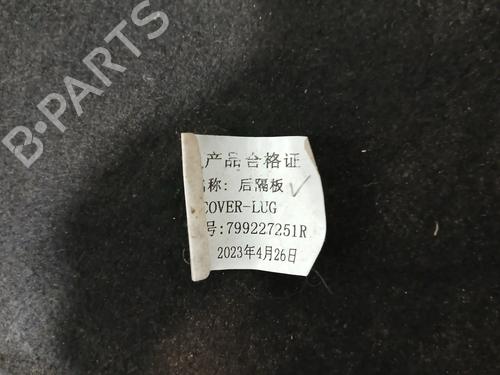 B-PARTS
产品合格证
称: 后隔板
COVER-LUG
号:799227251R
2023年4月26日